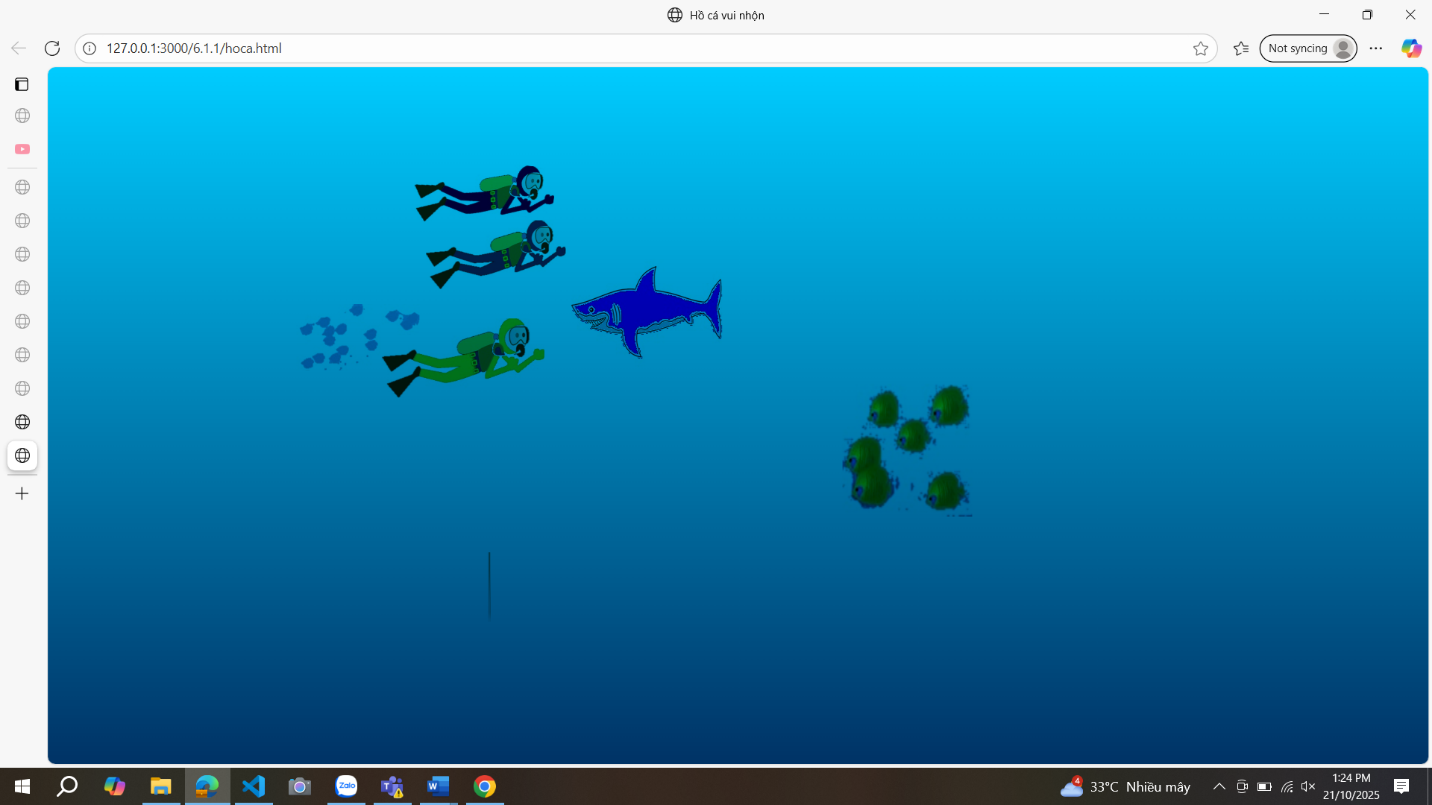 Hồ cá vui nhộn
127.0.0.1:3000/6.1.1/hoca.html
Not syncing
Zalo
4
33°C Nhiều mây
1:24 PM
21/10/2025